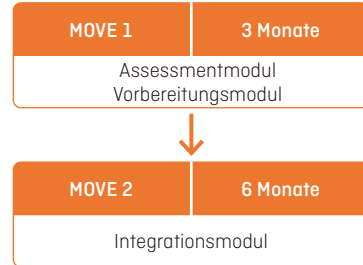 MOVE 1 3 Monate
Assessmentmodul
Vorbereitungsmodul
MOVE 2 6 Monate
Integrationsmodul